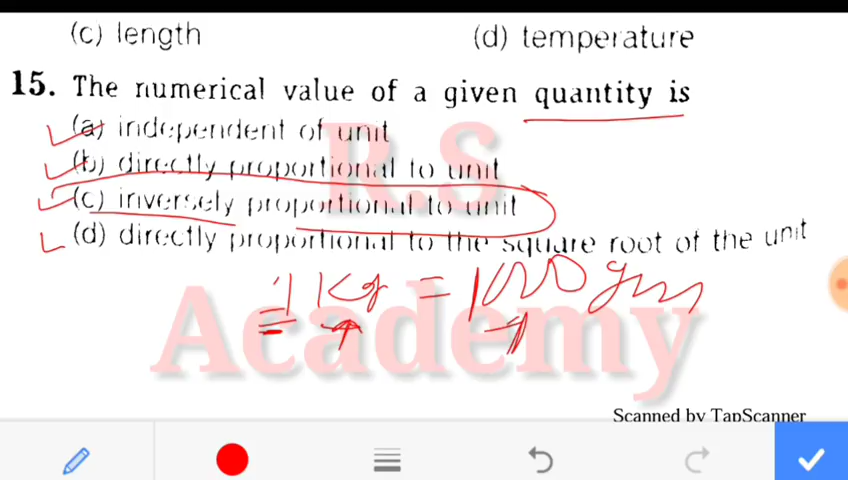 (c) length (d) temperature
15. The numerical value of a given quantity is
(a) independent of unit
(b) directly proportional to unit
(c) inversely proportional to unit
(d) directly proportional to the square root of the unit
1 Kg = 1000 gm
R.S
Academy
Scanned by TapScanner